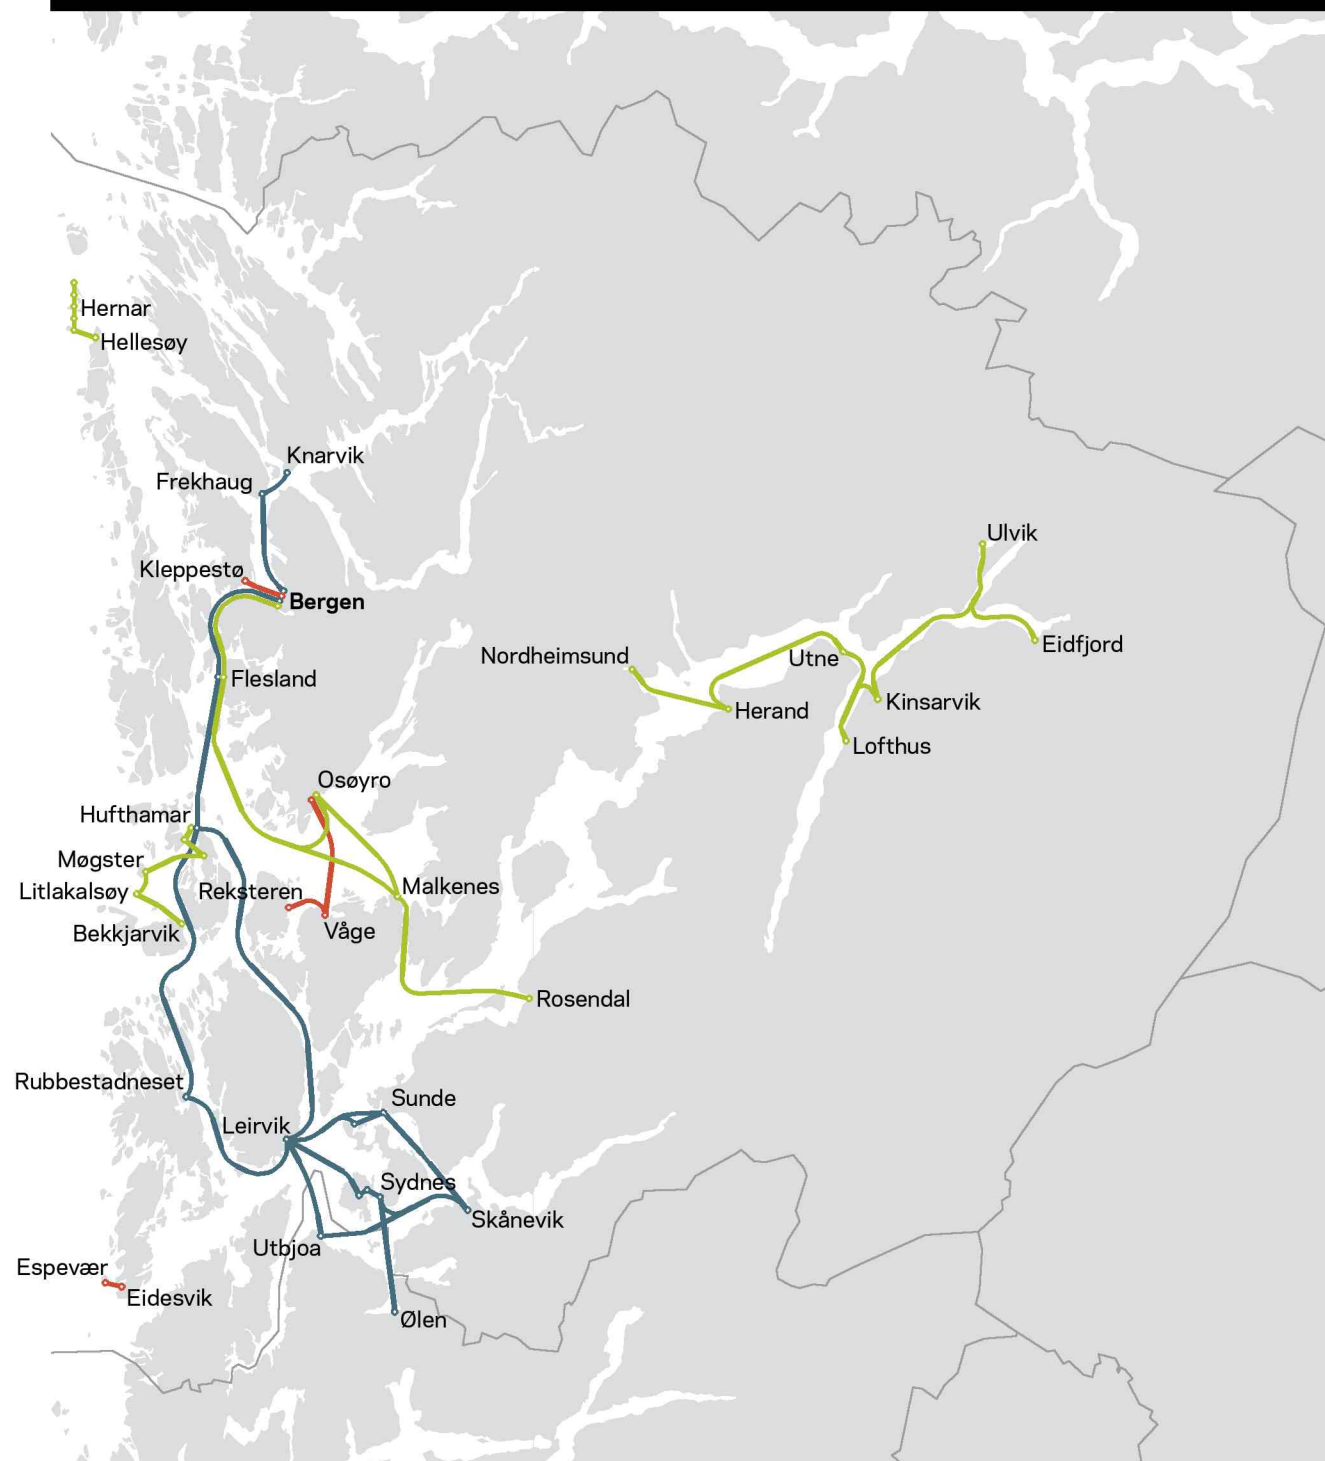 Hernar
Hellesøy
Knarvik
Frekhaug
Ulvik
Kleppestø
Bergen
Eidfjord
Nordheimsund
Utne
Flesland
Kinsarvik
Herand
Lofthus
Osøyro
Hufthamar
Møgster
Malkenes
Litlakalsøy
Reksteren
Våge
Bekkjarvik
Rosendal
Rubbestadneset
Sunde
Leirvik
Sydnes
Skånevik
Utbjoa
Espevær
Eidesvik
Ølen